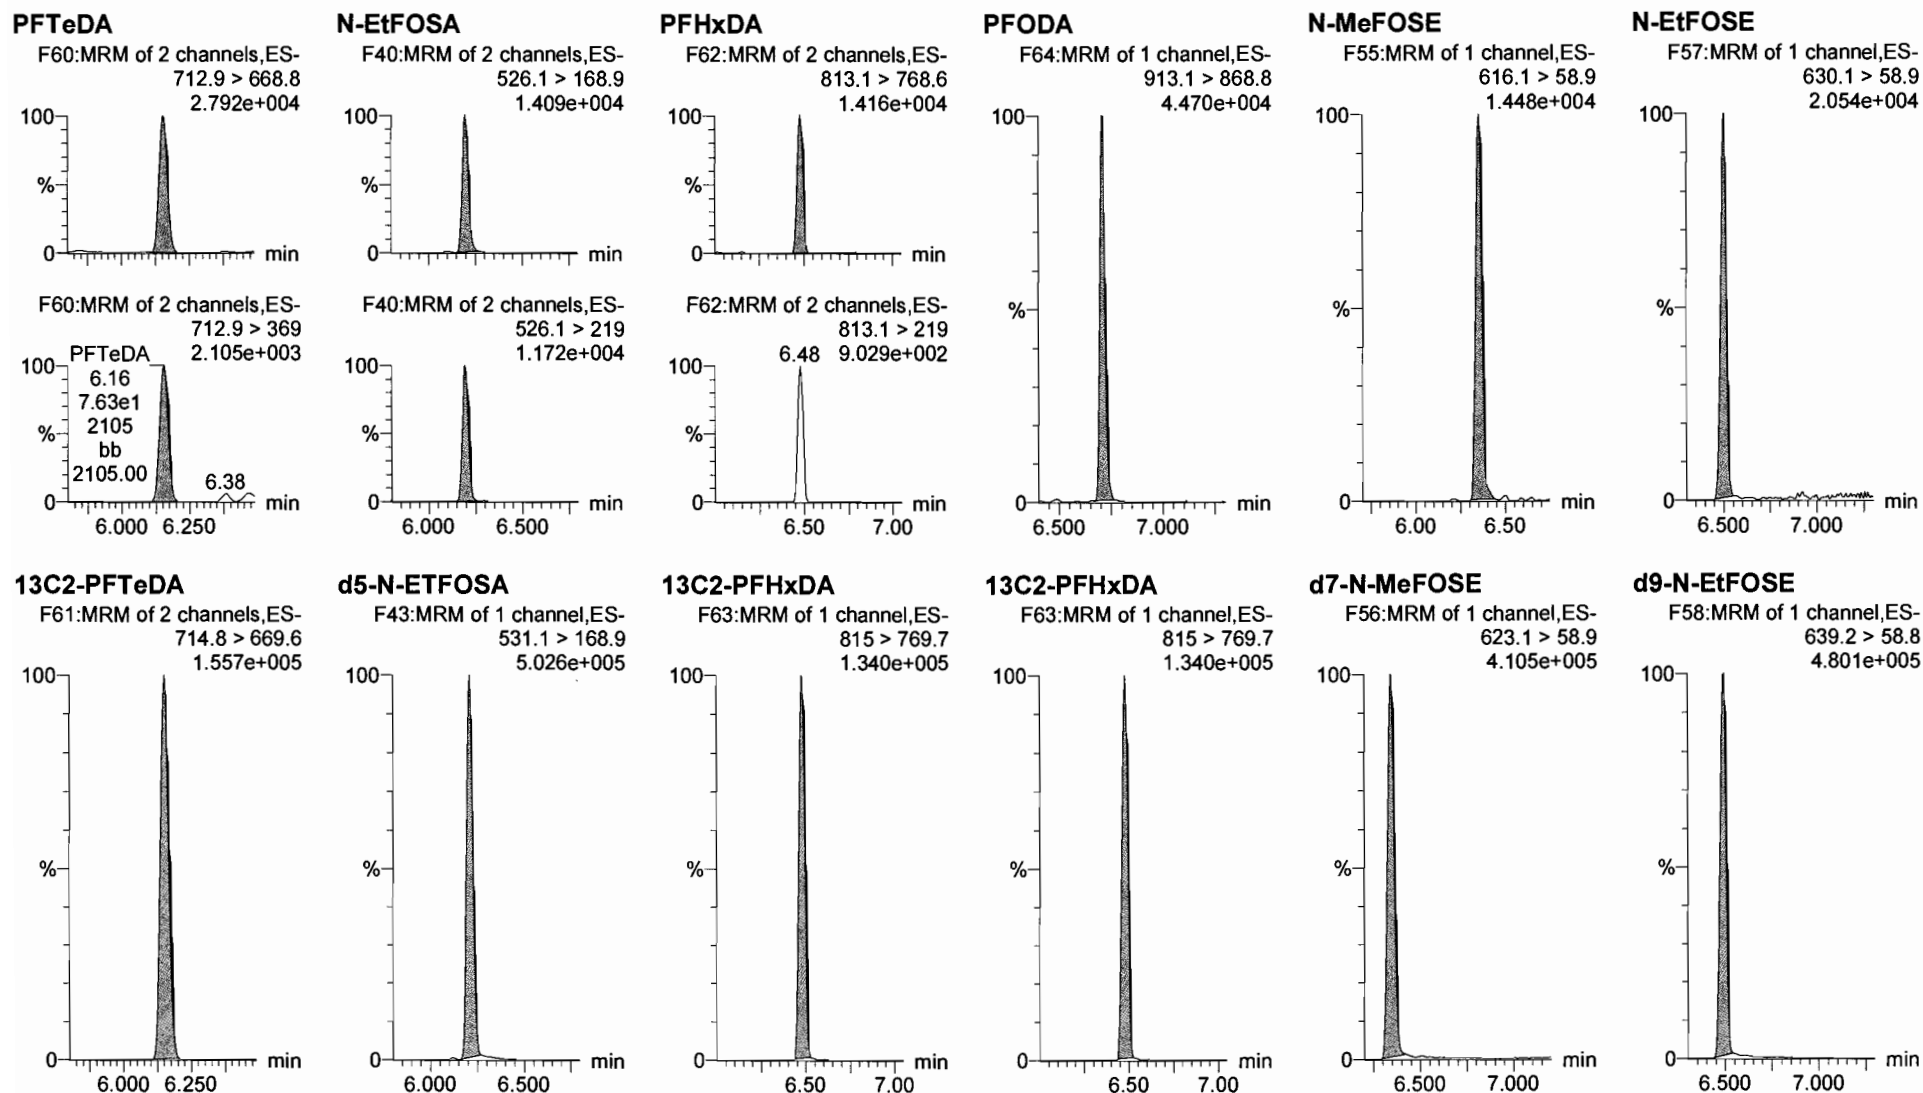 PFTeDA
F60:MRM of 2 channels,ES-
712.9 > 668.8
2.792e+004
100
%
0
min
N-EtFOSA
F40:MRM of 2 channels,ES-
526.1 > 168.9
1.409e+004
100
%
0
min
PFHxDA
F62:MRM of 2 channels,ES-
813.1 > 768.6
1.416e+004
100
%
0
min
PFODA
F64:MRM of 1 channel,ES-
913.1 > 868.8
4.470e+004
100
%
0
min
6.500 7.000
N-MeFOSE
F55:MRM of 1 channel,ES-
616.1 > 58.9
1.448e+004
100
%
0
min
6.00 6.50
N-EtFOSE
F57:MRM of 1 channel,ES-
630.1 > 58.9
2.054e+004
100
%
0
min
6.500 7.000
F60:MRM of 2 channels,ES-
712.9 > 369
2.105e+003
100
PFTeDA
6.16
7.63e1
2105
bb
2105.00
6.38
%
0
min
6.000 6.250
F40:MRM of 2 channels,ES-
526.1 > 219
1.172e+004
100
%
0
min
6.000 6.500
F62:MRM of 2 channels,ES-
813.1 > 219
6.48 9.029e+002
100
%
0
min
6.50 7.00
13C2-PFTeDA
F61:MRM of 2 channels,ES-
714.8 > 669.6
1.557e+005
100
%
0
min
6.000 6.250
d5-N-ETFOSA
F43:MRM of 1 channel,ES-
531.1 > 168.9
5.026e+005
100
%
0
min
6.000 6.500
13C2-PFHxDA
F63:MRM of 1 channel,ES-
815 > 769.7
1.340e+005
100
%
0
min
6.50 7.00
13C2-PFHxDA
F63:MRM of 1 channel,ES-
815 > 769.7
1.340e+005
100
%
0
min
6.50 7.00
d7-N-MeFOSE
F56:MRM of 1 channel,ES-
623.1 > 58.9
4.105e+005
100
%
0
min
6.500 7.000
d9-N-EtFOSE
F58:MRM of 1 channel,ES-
639.2 > 58.8
4.801e+005
100
%
0
min
6.500 7.000